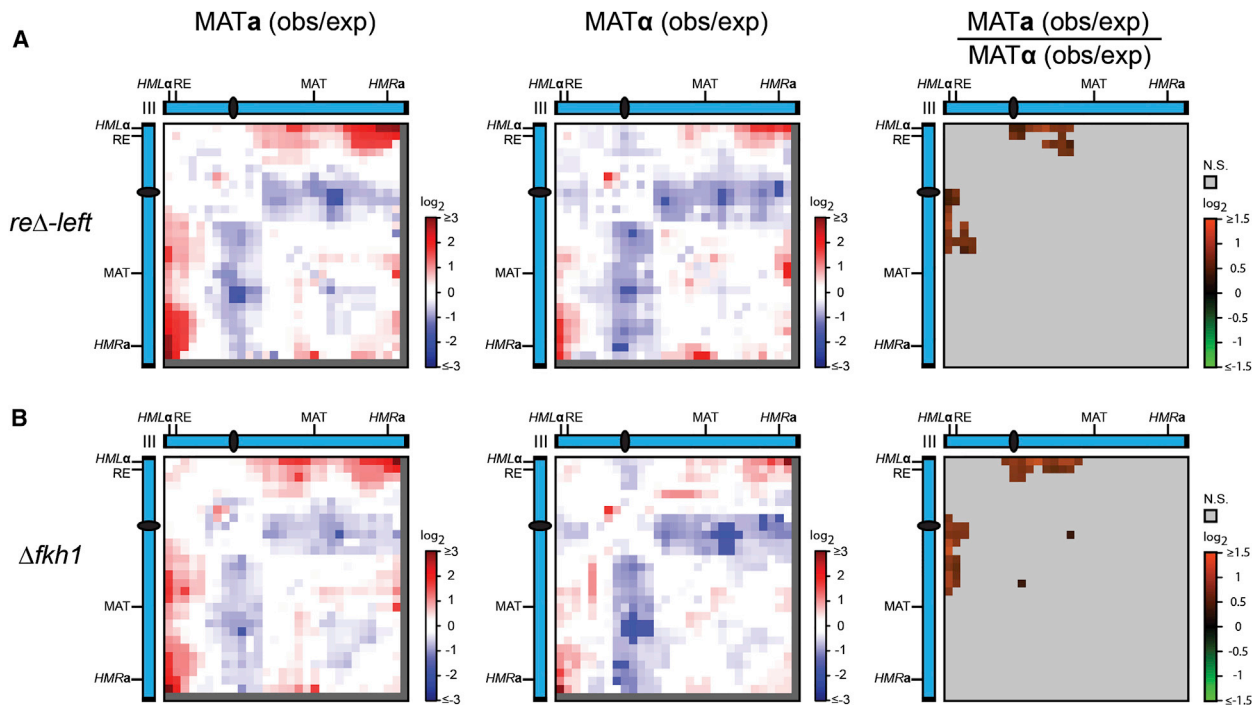 A
MATa (obs/exp)
MATα (obs/exp)
MATa (obs/exp)
MATα (obs/exp)
reΔ-left
III
HMLα RE
MAT
HMRa
HMLα
RE
MAT
HMRa
log2
≥3
2
1
0
-1
-2
≤-3
III
HMLα RE
MAT
HMRa
HMLα
RE
MAT
HMRa
log2
≥3
2
1
0
-1
-2
≤-3
III
HMLα RE
MAT
HMRa
HMLα
RE
MAT
HMRa
N.S.
log2
≥1.5
1
0.5
0
-0.5
-1
≤-1.5
B
Δfkh1
III
HMLα RE
MAT
HMRa
HMLα
RE
MAT
HMRa
log2
≥3
2
1
0
-1
-2
≤-3
III
HMLα RE
MAT
HMRa
HMLα
RE
MAT
HMRa
log2
≥3
2
1
0
-1
-2
≤-3
III
HMLα RE
MAT
HMRa
HMLα
RE
MAT
HMRa
N.S.
log2
≥1.5
1
0.5
0
-0.5
-1
≤-1.5